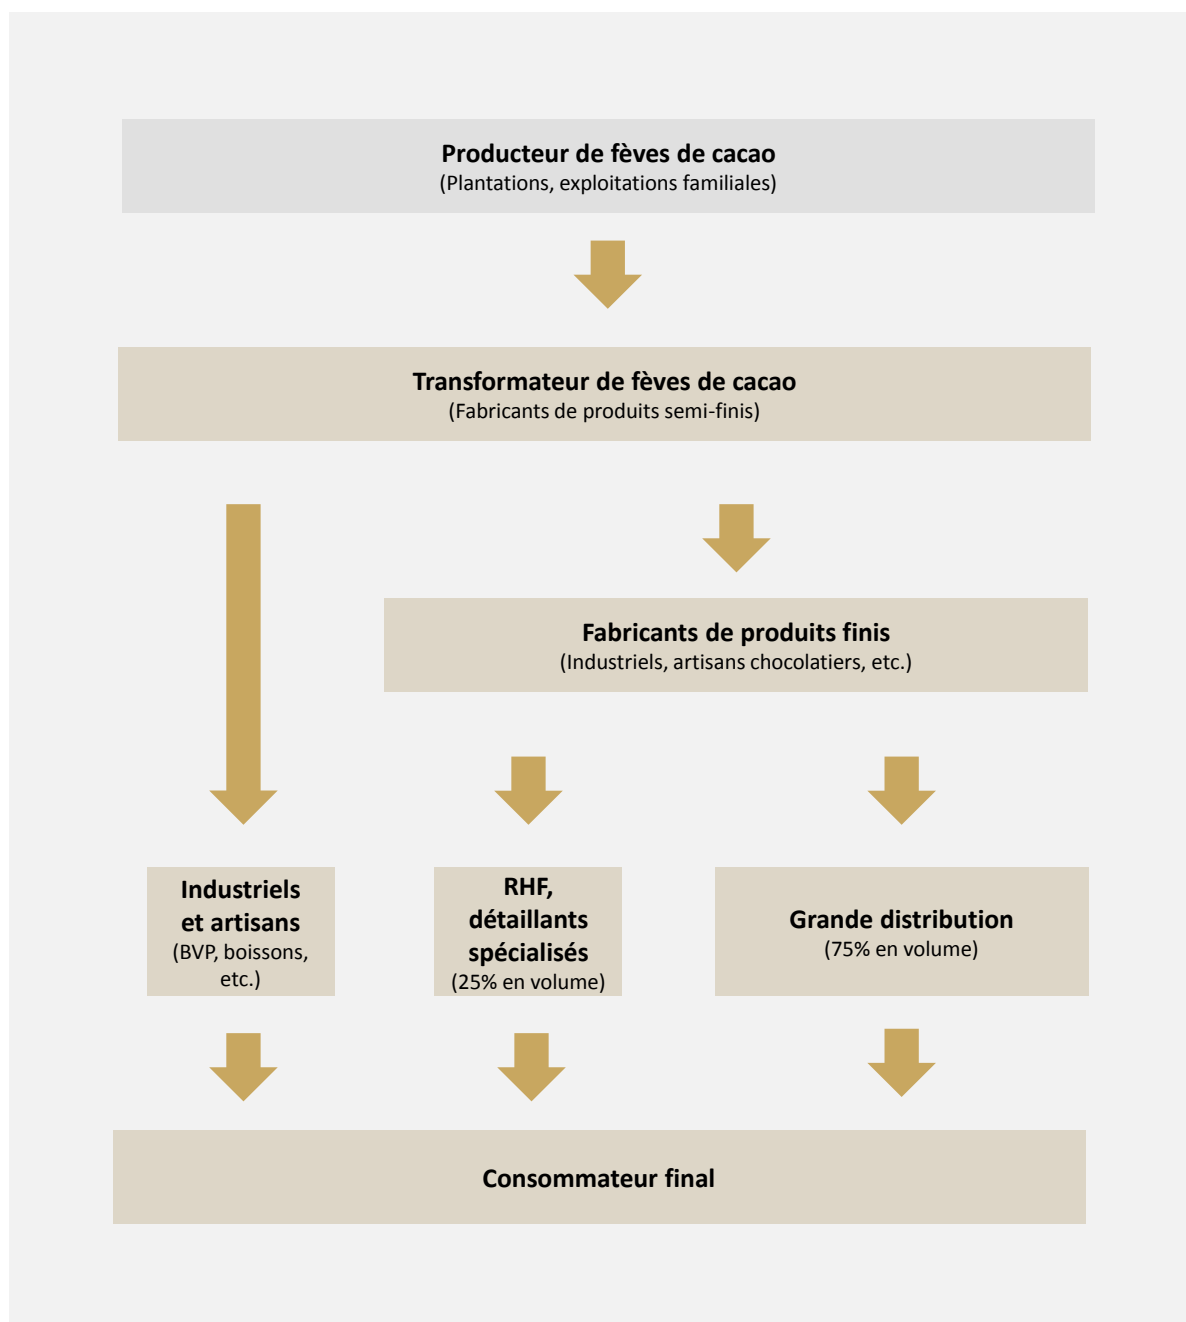 Producteur de fèves de cacao
(Plantations, exploitations familiales)
Transformateur de fèves de cacao
(Fabricants de produits semi-finis)
Fabricants de produits finis
(Industriels, artisans chocolatiers, etc.)
Industriels
et artisans
(BVP, boissons,
etc.)
RHF,
détaillants
spécialisés
(25% en volume)
Grande distribution
(75% en volume)
Consommateur final